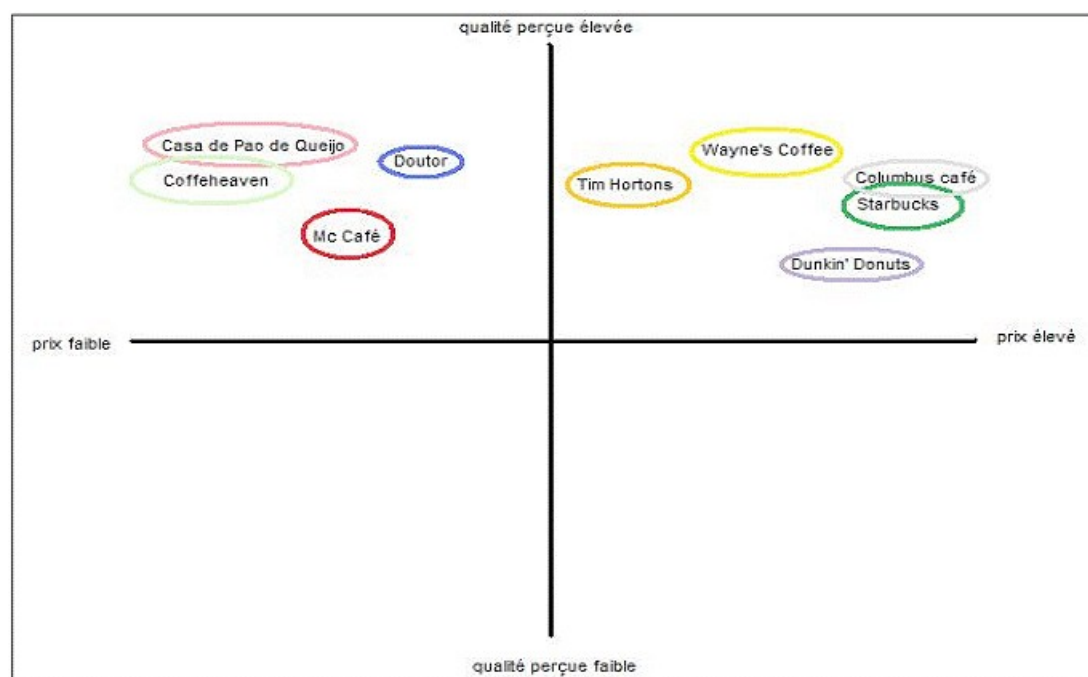 qualité perçue élevée
Casa de Pao de Queijo
Doutor
Wayne's Coffee
Coffeheaven
Tim Hortons
Columbus café
Starbucks
Mc Café
Dunkin' Donuts
prix faible
prix élevé
qualité perçue faible